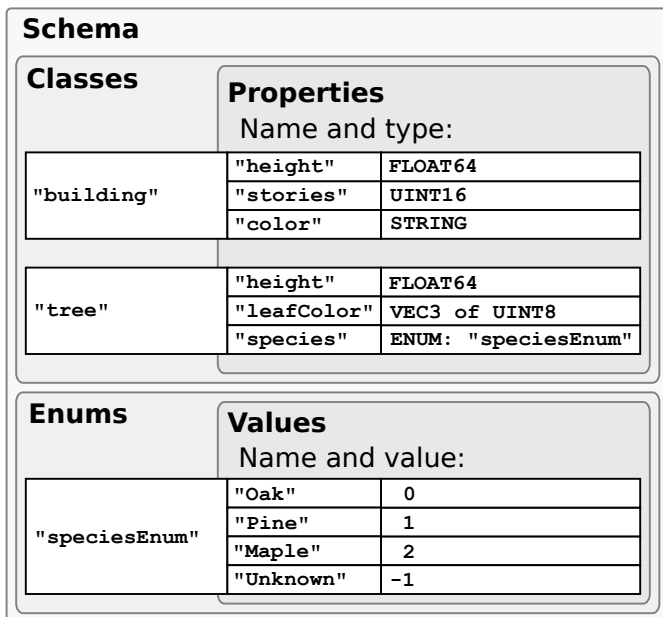 Schema
Classes
Properties
Name and type:
"building"
"height" FLOAT64
"stories" UINT16
"color" STRING
"tree"
"height" FLOAT64
"leafColor" VEC3 of UINT8
"species" ENUM: "speciesEnum"
Enums
Values
Name and value:
"speciesEnum"
"Oak" 0
"Pine" 1
"Maple" 2
"Unknown" -1